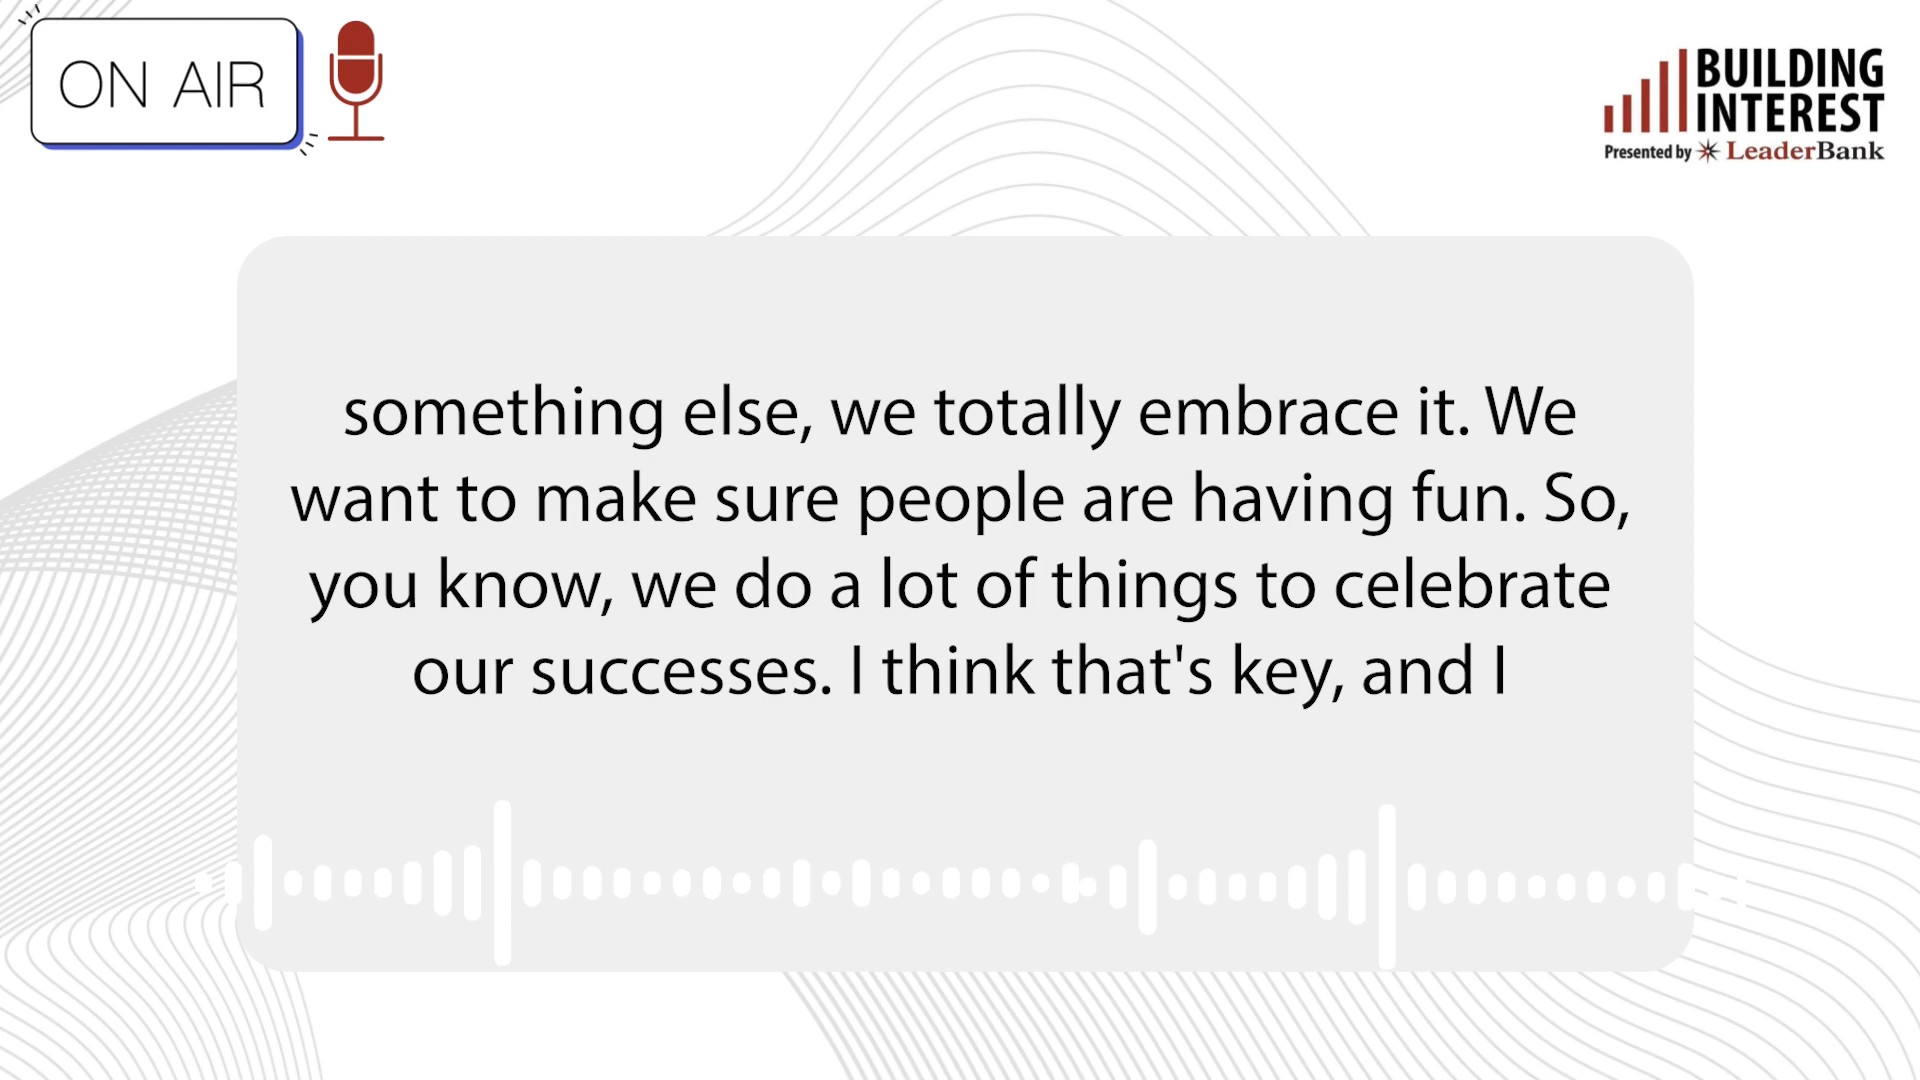 ON AIR
BUILDING
INTEREST
Presented by LeaderBank
something else, we totally embrace it. We
want to make sure people are having fun. So,
you know, we do a lot of things to celebrate
our successes. I think that's key, and I